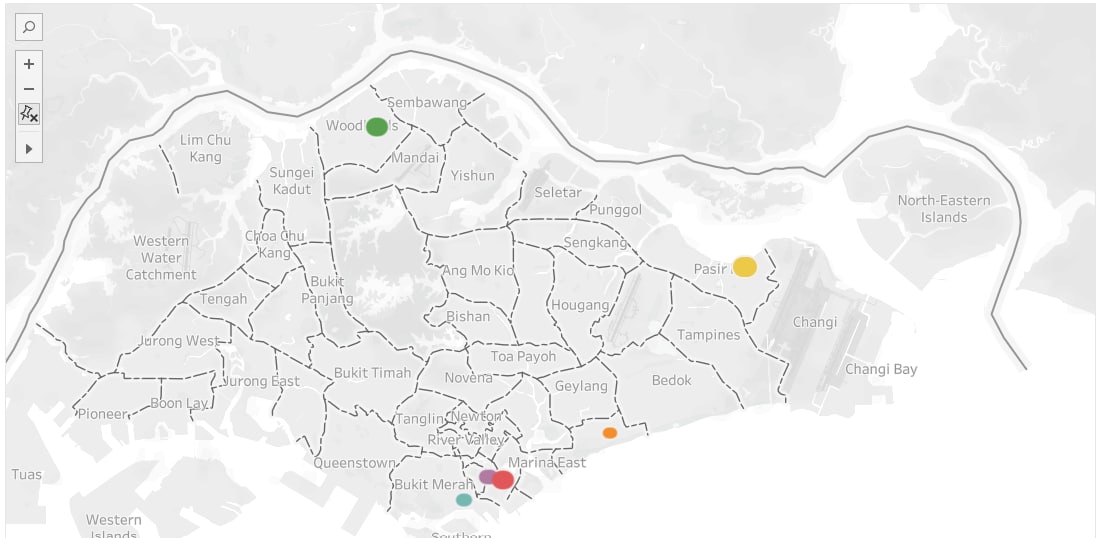 Sembawang
Lim Chu
Kang
Mandai
Sungei
Kadut
Yishun
Seletar
Punggol
North-Eastern
Islands
Western
Water
Catchment
Choa Chu
Kang
Sengkang
Pasir
Ang Mo Kio
Bukit
Panjang
Tengah
Hougang
Bishan
Changi
Tampines
Jurong West
Toa Payoh
Changi Bay
Bukit Timah
Novena
Jurong East
Geylang
Bedok
Boon Lay
Pioneer
Tanglin
Newton
River Valley
Queenstown
Marina East
Tuas
Bukit Merah
Western
Islands
Southern